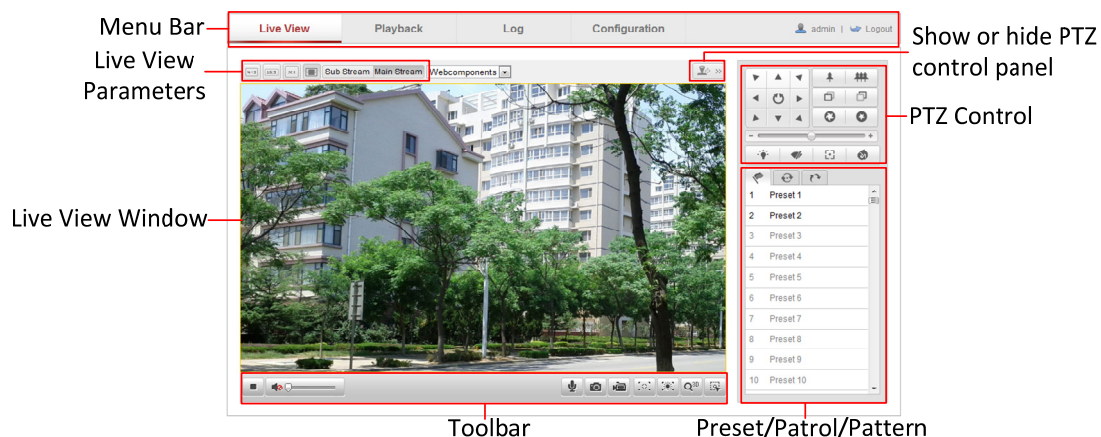 Menu Bar
Live View
Playback
Log
Configuration
admin | Logout
Live View
Parameters
Sub Stream Main Stream Webcomponents
Show or hide PTZ
control panel
PTZ Control
Live View Window
1 Preset 1
2 Preset 2
3 Preset 3
4 Preset 4
5 Preset 5
6 Preset 6
7 Preset 7
8 Preset 8
9 Preset 9
10 Preset 10
Toolbar
Preset/Patrol/Pattern